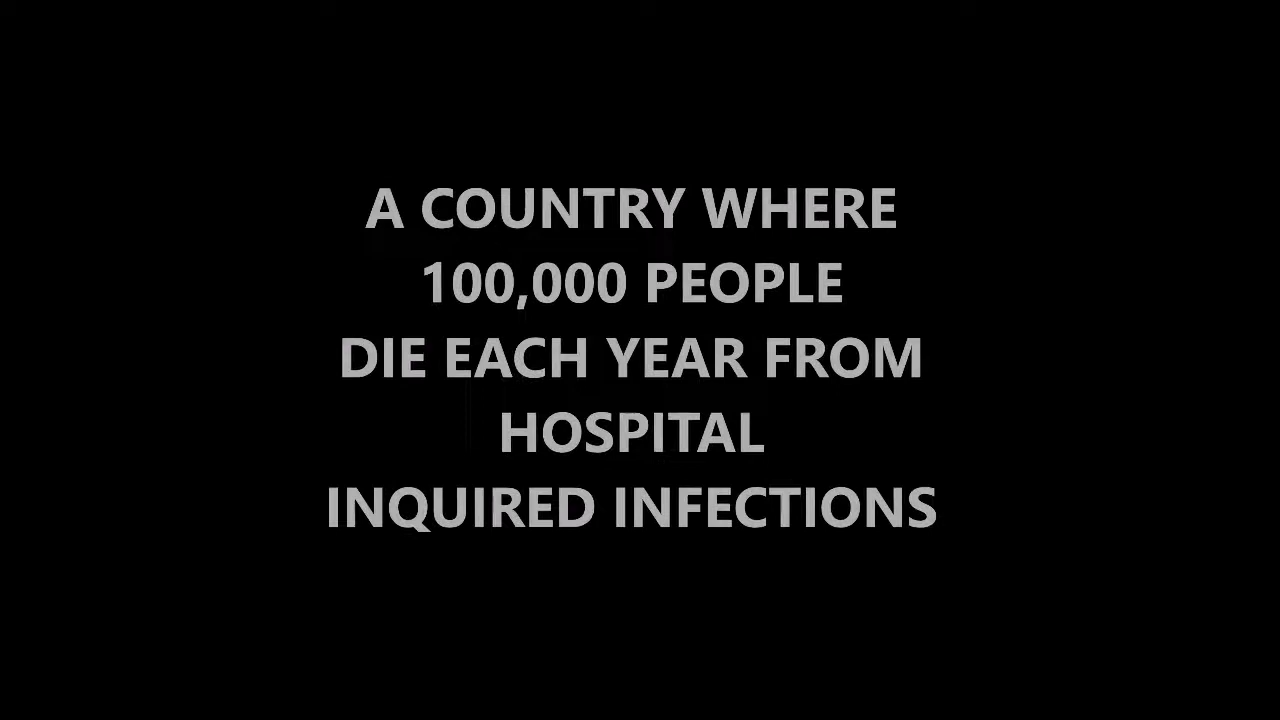 A COUNTRY WHERE
100,000 PEOPLE
DIE EACH YEAR FROM
HOSPITAL
INQUIRED INFECTIONS